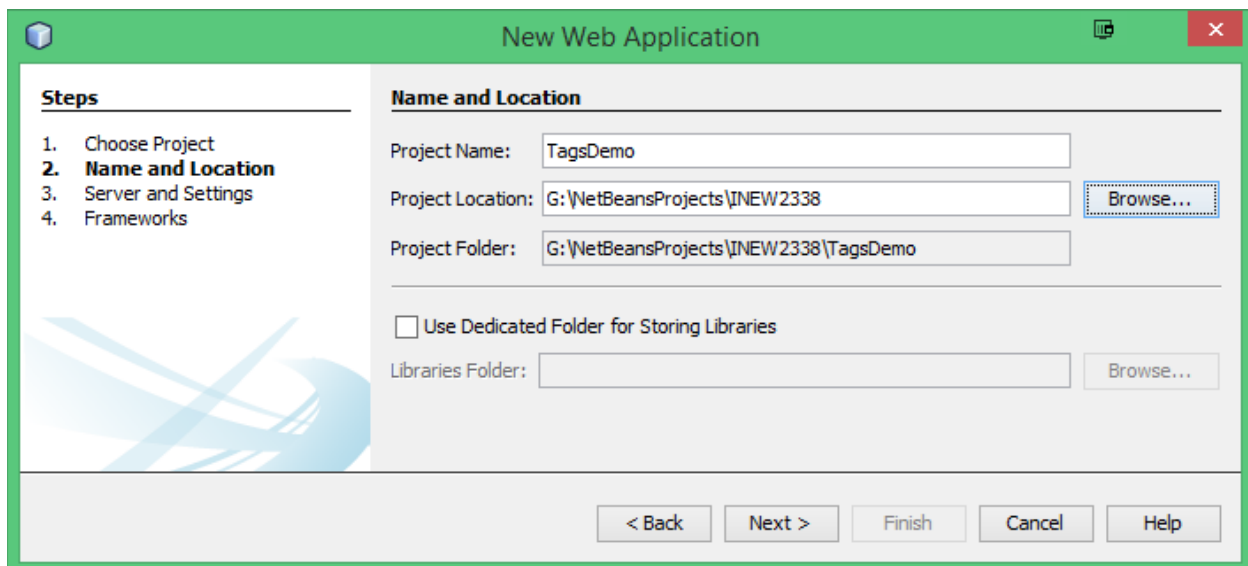 New Web Application
Steps
1. Choose Project
2. Name and Location
3. Server and Settings
4. Frameworks
Name and Location
Project Name: TagsDemo
Project Location: G:\NetBeansProjects\INEW2338 Browse...
Project Folder: G:\NetBeansProjects\INEW2338\TagsDemo
Use Dedicated Folder for Storing Libraries
Libraries Folder: Browse...
< Back Next > Finish Cancel Help